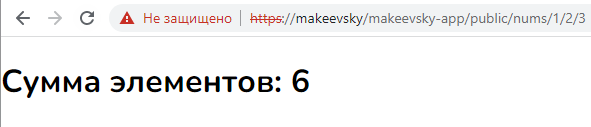 Не защищено https://makeevsky/makeevsky-app/public/nums/1/2/3
Сумма элементов: 6